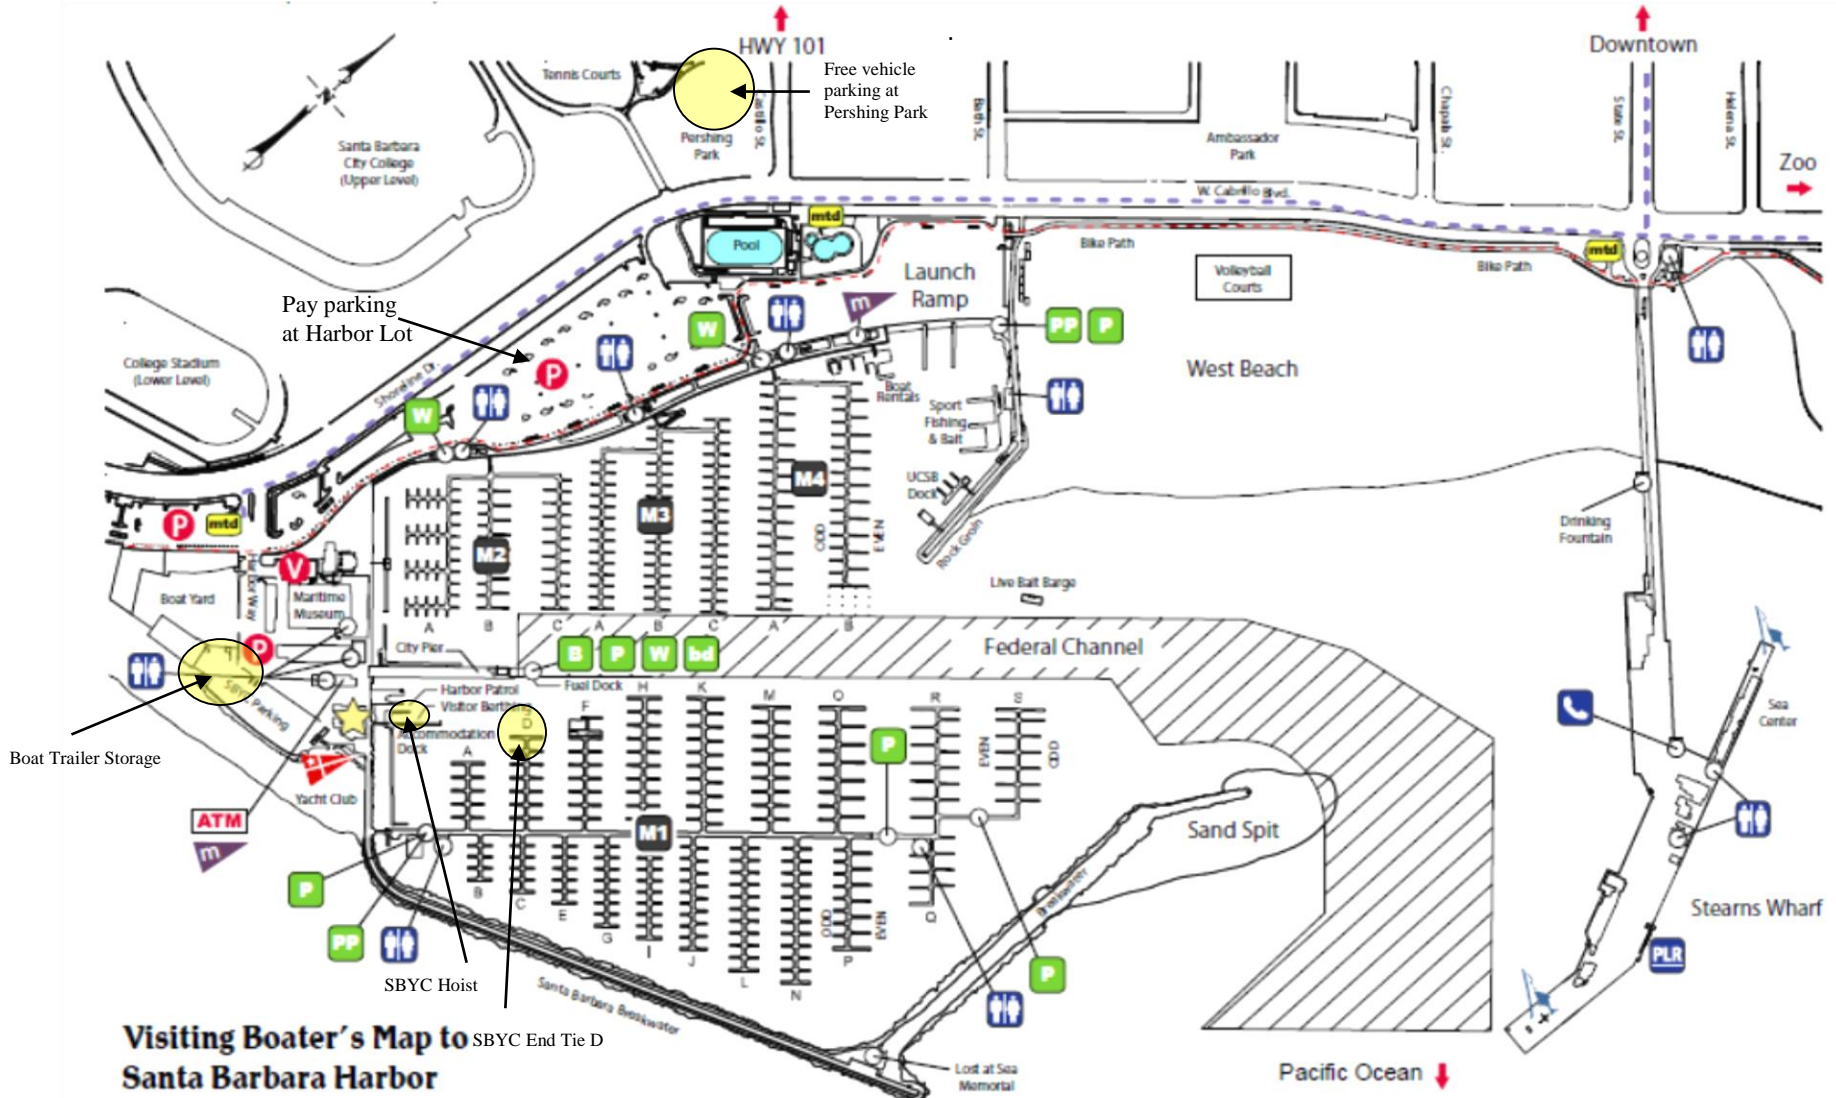 HWY 101
Downtown
Tennis Courts
Free vehicle
parking at
Pershing Park
Castillo St.
Bath St.
Chapala St.
State St.
Helena St.
N
Santa Barbara
City College
(Upper Level)
Pershing
Park
Ambassador
Park
Zoo
W. Cabrillo Blvd.
mtd
Pool
Bike Path
mtd
Bike Path
Launch
Ramp
Volleyball
Courts
Pay parking
at Harbor Lot
m
W
PP
P
College Stadium
(Lower Level)
Shoreline Dr.
P
West Beach
Boat
Rentals
Sport
Fishing
& Bait
W
M4
UCSB
Dock
M3
ODD
EVEN
M2
P
mtd
Rock Groin
Drinking
Fountain
V
Harbor Way
Boat Yard
Maritime
Museum
Live Bait Barge
A
B
C
A
B
C
A
B
City Pier
P
B
P
W
bd
Federal Channel
SBYC Parking
Fuel Dock
Harbor Patrol
Visitor Berthing
Accommodation
Dock
H
K
M
O
R
S
F
D
A
EVEN
ODD
P
Sea
Center
Boat Trailer Storage
Yacht Club
ATM
m
M1
Sand Spit
P
B
C
E
G
I
J
L
N
ODD
EVEN
P
Q
Breakwater
Stearns Wharf
PP
P
PLR
SBYC Hoist
Santa Barbara Breakwater
SBYC End Tie D
Visiting Boater's Map to
Santa Barbara Harbor
Lost at Sea
Memorial
Pacific Ocean